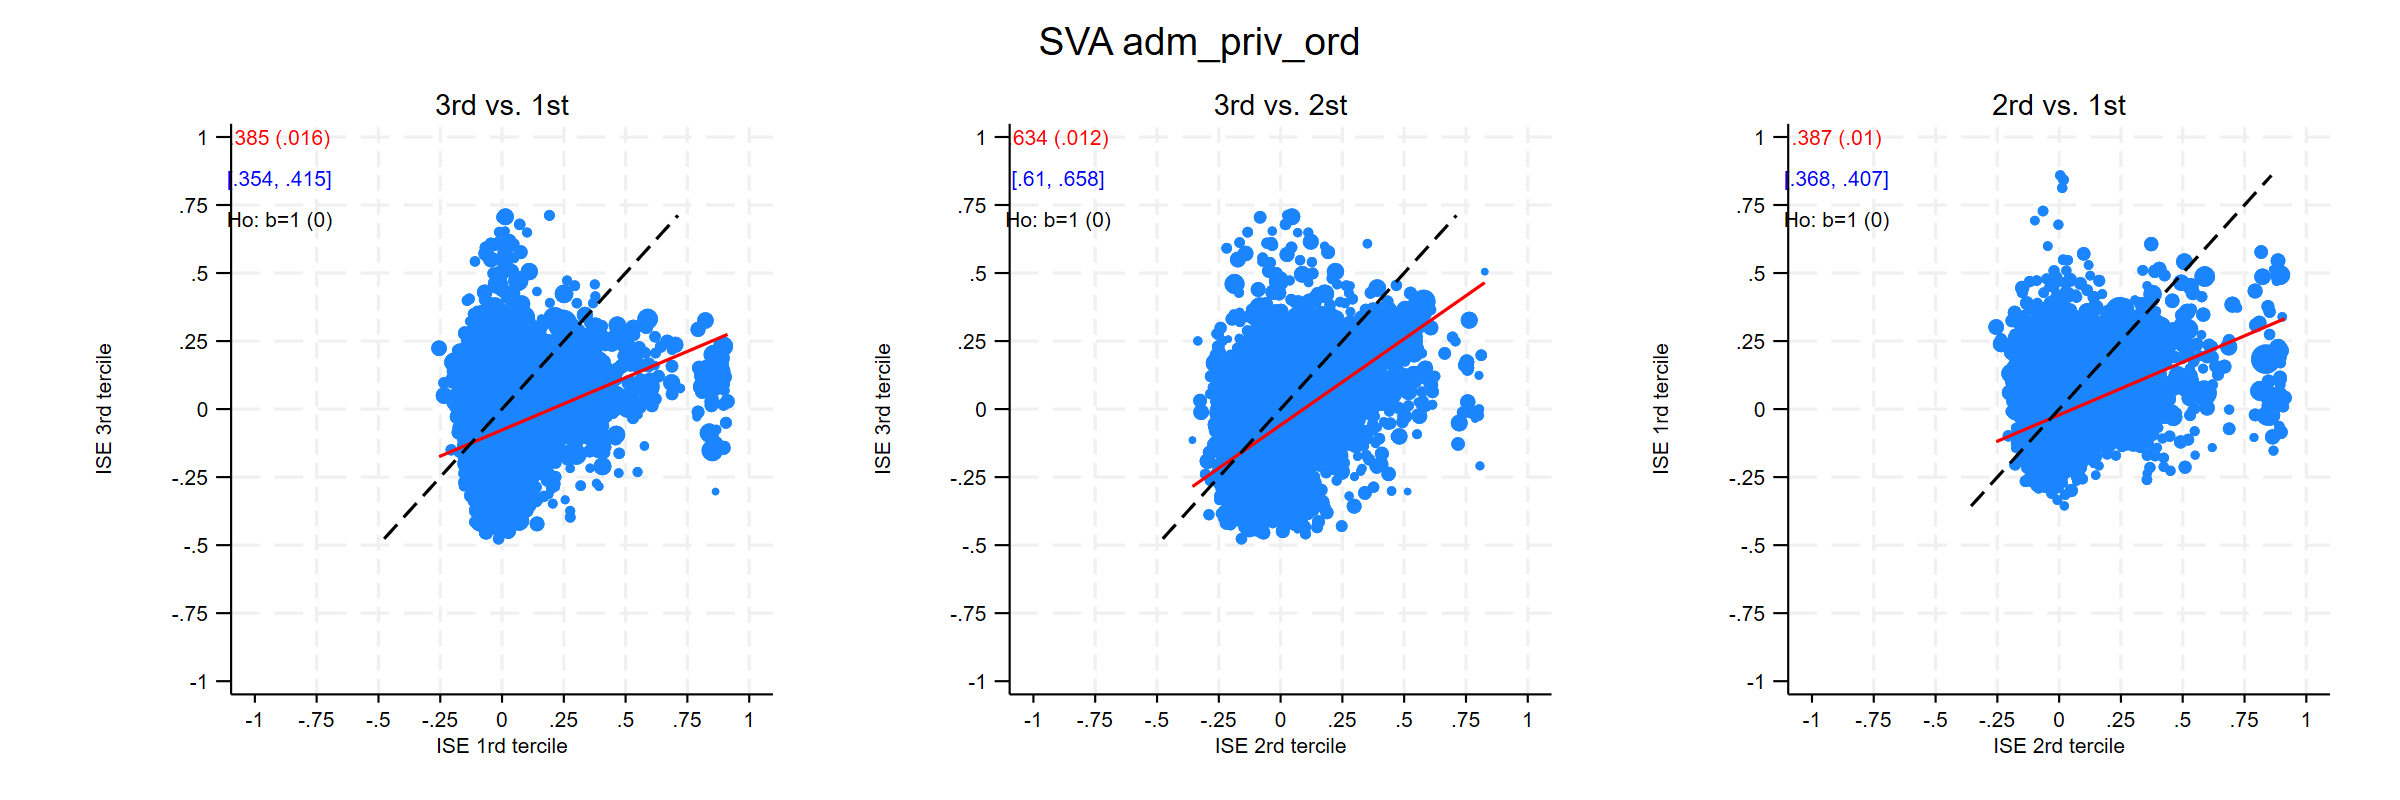 SVA adm_priv_ord
3rd vs. 1st
.385 (.016)
[.354, .415]
Ho: b=1 (0)
1
.75
.5
.25
0
-.25
-.5
-.75
-1
ISE 3rd tercile
-1 -.75 -.5 -.25 0 .25 .5 .75 1
ISE 1rd tercile
3rd vs. 2st
.634 (.012)
[.61, .658]
Ho: b=1 (0)
1
.75
.5
.25
0
-.25
-.5
-.75
-1
ISE 3rd tercile
-1 -.75 -.5 -.25 0 .25 .5 .75 1
ISE 2rd tercile
2rd vs. 1st
.387 (.01)
[.368, .407]
Ho: b=1 (0)
1
.75
.5
.25
0
-.25
-.5
-.75
-1
ISE 1rd tercile
-1 -.75 -.5 -.25 0 .25 .5 .75 1
ISE 2rd tercile